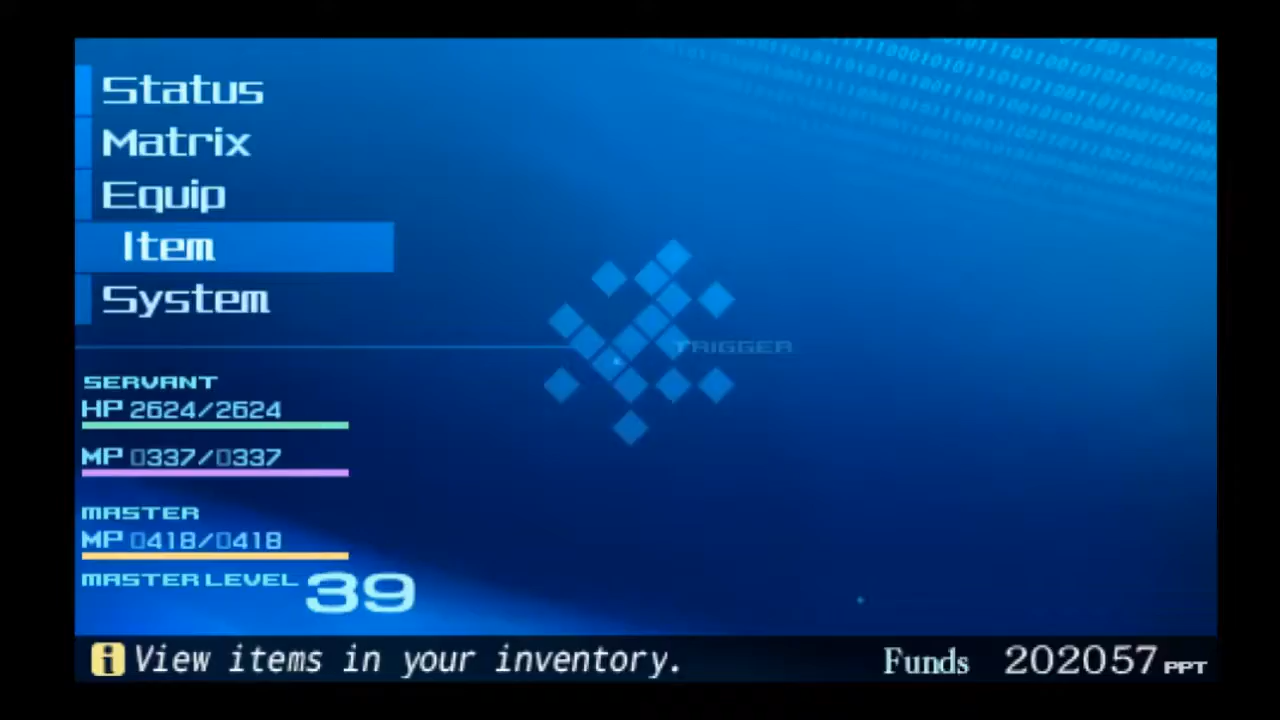 Status
Matrix
Equip
Item
System
TRIGGER
SERVANT
HP 2624/2624
MP 0337/0337
MASTER
MP 0418/0418
MASTER LEVEL 39
i View items in your inventory.
Funds 202057 PPT